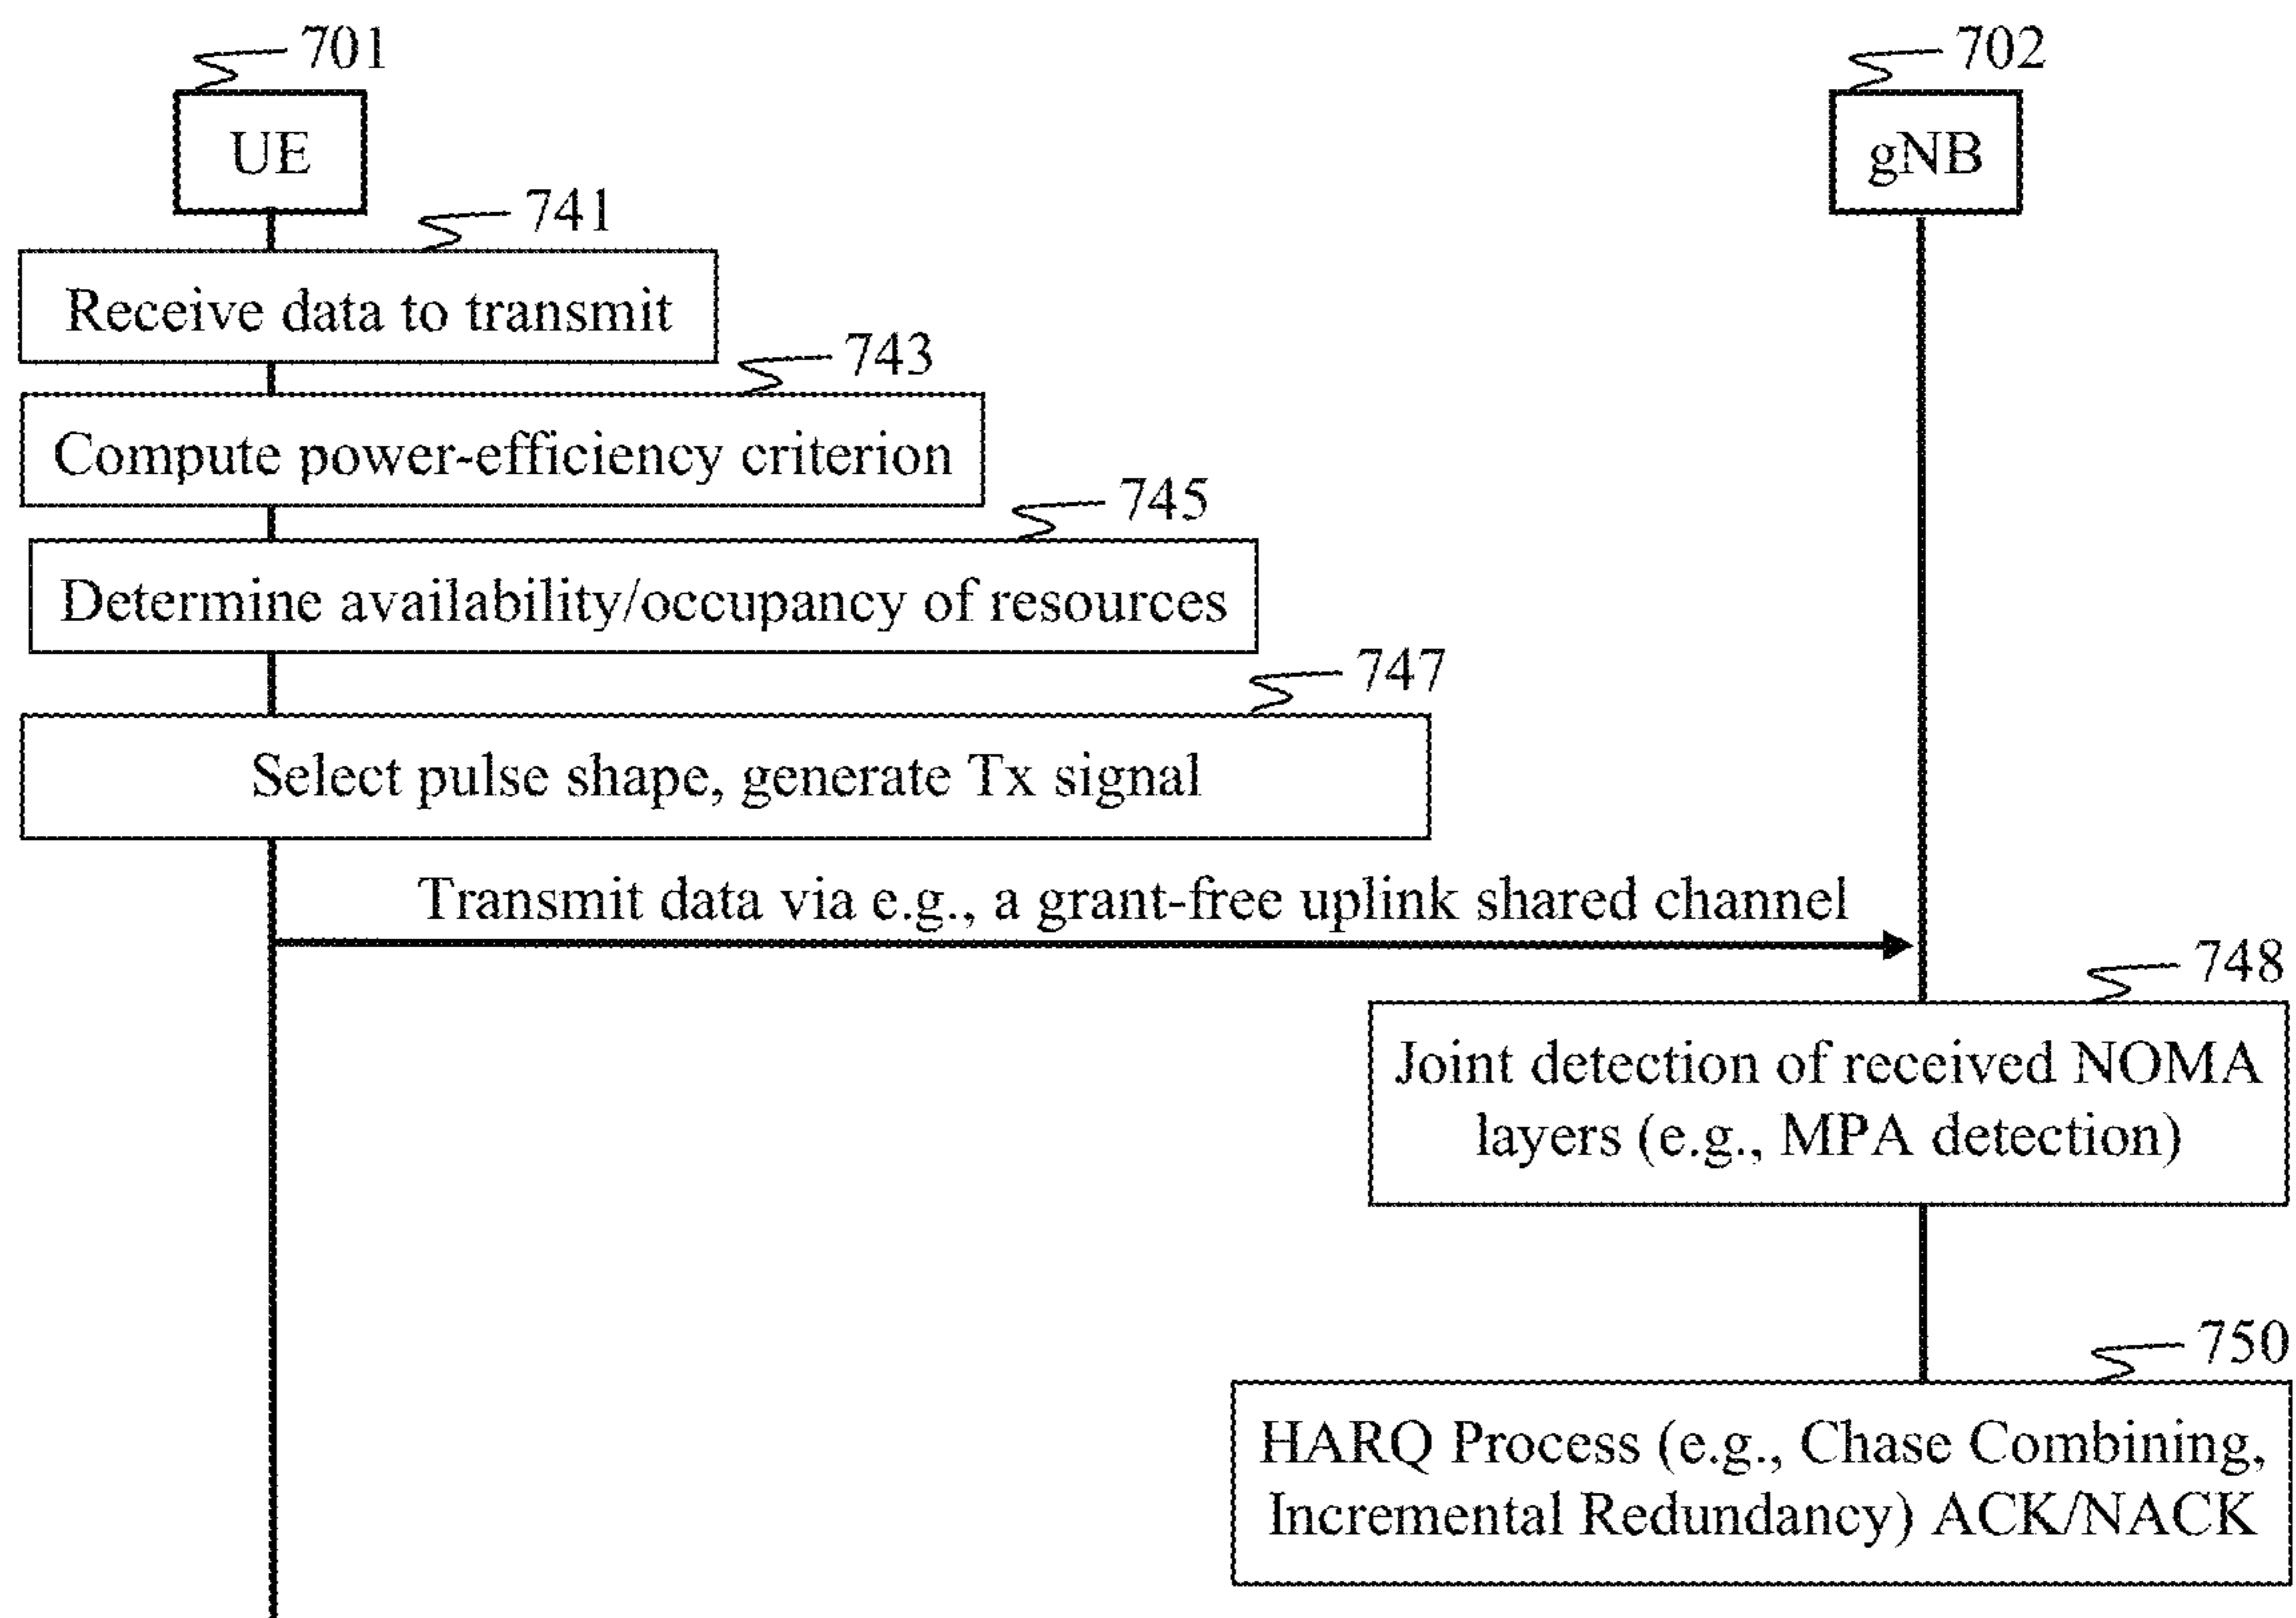 701
702
UE
gNB
741
Receive data to transmit
743
Compute power-efficiency criterion
745
Determine availability/occupancy of resources
747
Select pulse shape, generate Tx signal
Transmit data via e.g., a grant-free uplink shared channel
748
Joint detection of received NOMA
layers (e.g., MPA detection)
750
HARQ Process (e.g., Chase Combining,
Incremental Redundancy) ACK/NACK